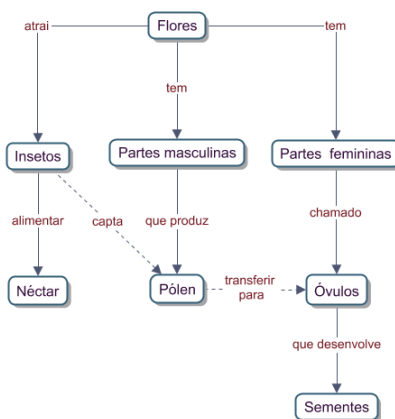 Flores
atrai
tem
tem
Insetos
Partes masculinas
Partes femininas
alimentar
capta
que produz
chamado
Néctar
Pólen
transferir
para
Óvulos
que desenvolve
Sementes